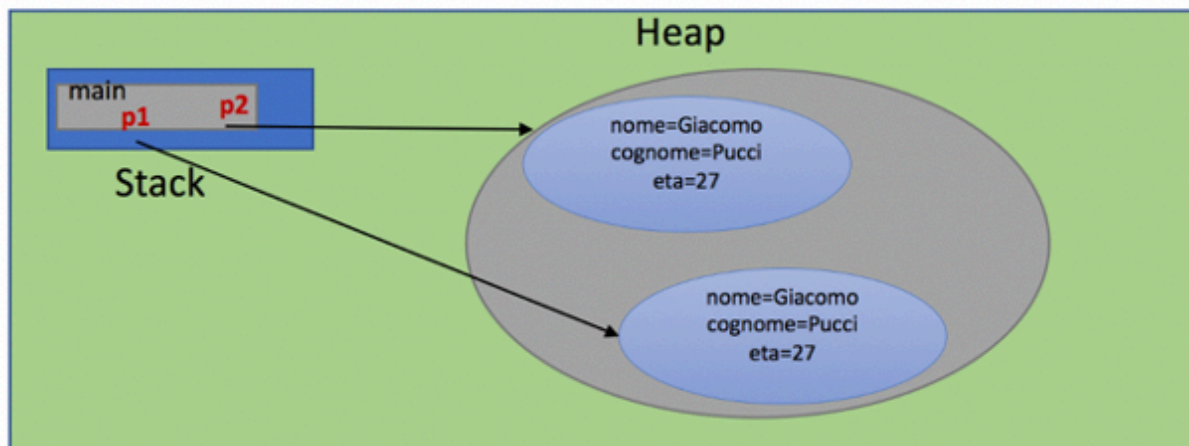 Heap
main
p1
p2
Stack
nome=Giacomo
cognome=Pucci
eta=27
nome=Giacomo
cognome=Pucci
eta=27